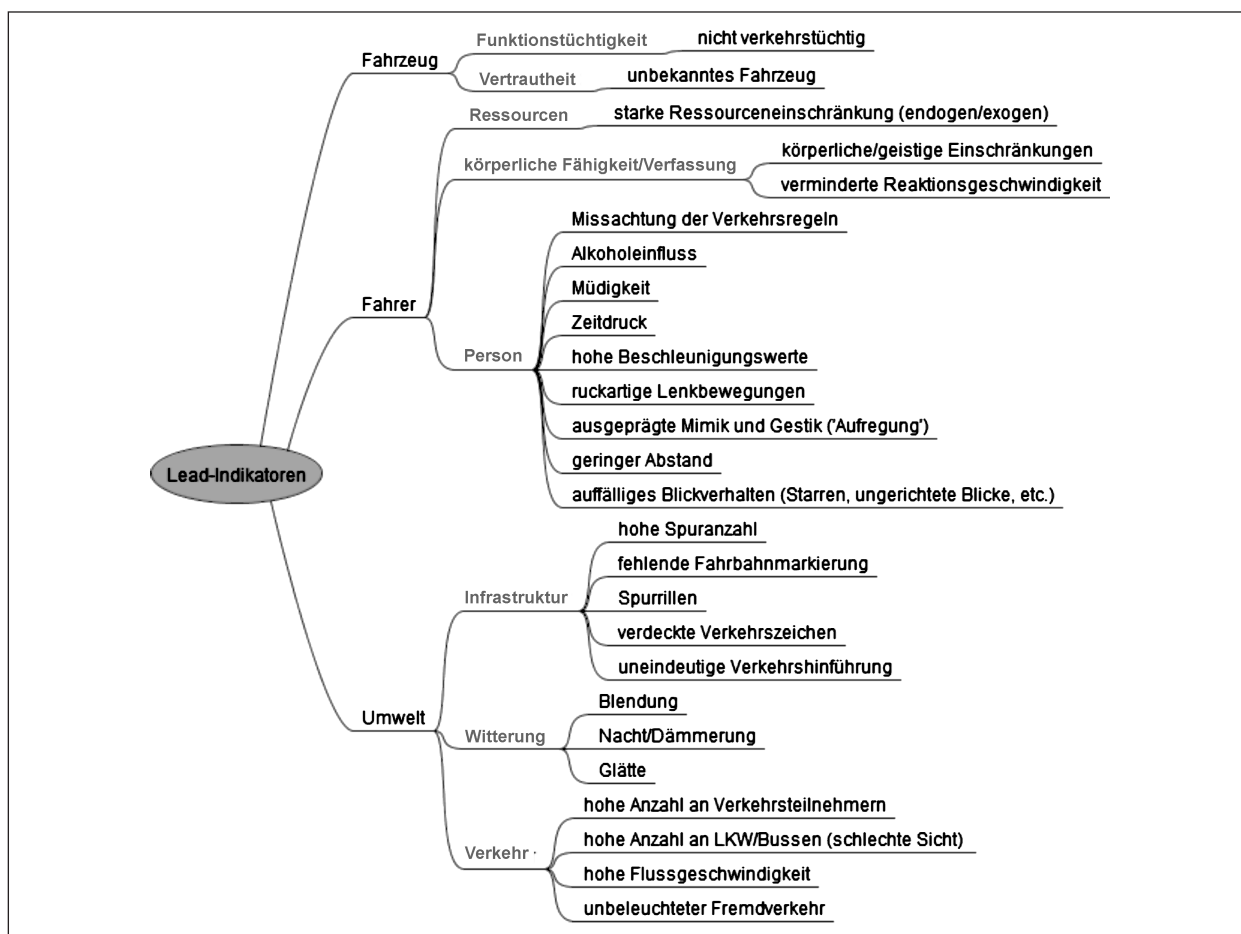 Funktionstüchtigkeit
nicht verkehrstüchtig
Fahrzeug
Vertrautheit
unbekanntes Fahrzeug
Ressourcen
starke Ressourceneinschränkung (endogen/exogen)
körperliche Fähigkeit/Verfassung
körperliche/geistige Einschränkungen
verminderte Reaktionsgeschwindigkeit
Fahrer
Person
Missachtung der Verkehrsregeln
Alkoholeinfluss
Müdigkeit
Zeitdruck
hohe Beschleunigungswerte
ruckartige Lenkbewegungen
ausgeprägte Mimik und Gestik ('Aufregung')
geringer Abstand
auffälliges Blickverhalten (Starren, ungerichtete Blicke, etc.)
Lead-Indikatoren
Infrastruktur
hohe Spuranzahl
fehlende Fahrbahnmarkierung
Spurrillen
verdeckte Verkehrszeichen
uneindeutige Verkehrshinführung
Umwelt
Witterung
Blendung
Nacht/Dämmerung
Glätte
Verkehr
hohe Anzahl an Verkehrsteilnehmern
hohe Anzahl an LKW/Bussen (schlechte Sicht)
hohe Flussgeschwindigkeit
unbeleuchteter Fremdverkehr